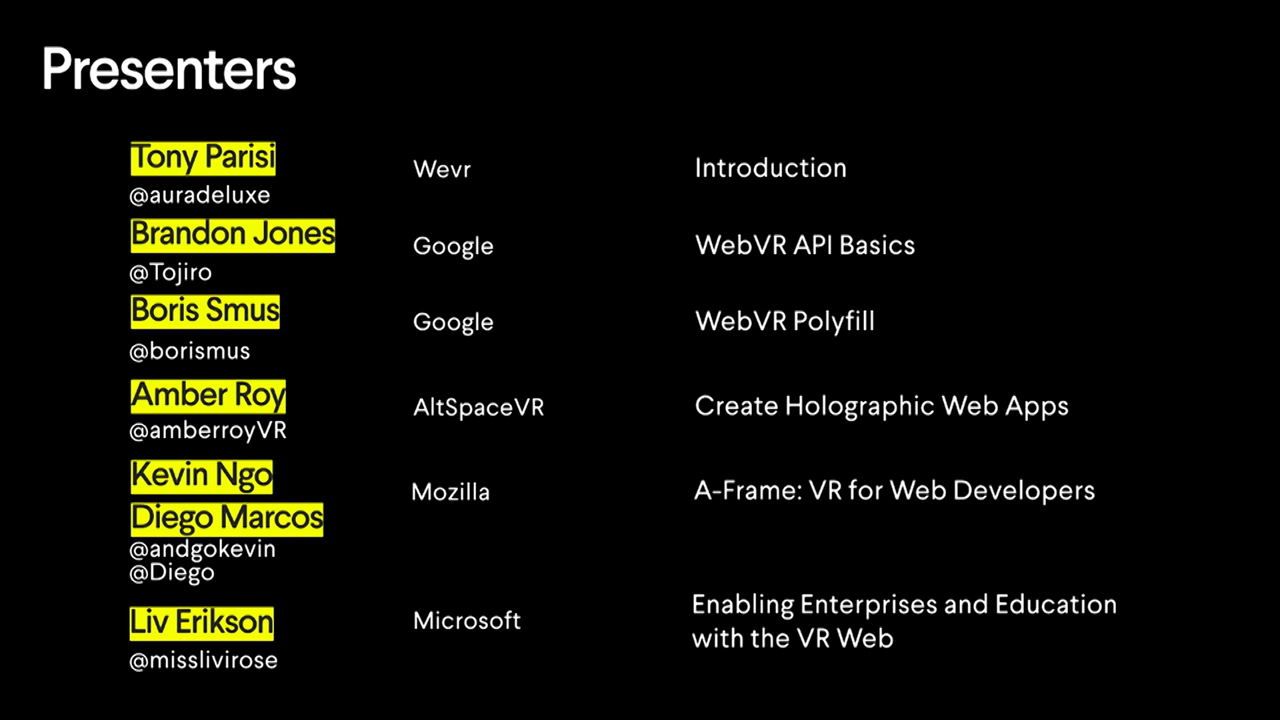 Presenters
Tony Parisi
@auradeluxe
Wevr
Introduction
Brandon Jones
@Tojiro
Google
WebVR API Basics
Boris Smus
@borismus
Google
WebVR Polyfill
Amber Roy
@amberroyVR
AltSpaceVR
Create Holographic Web Apps
Kevin Ngo
Diego Marcos
@andgokevin
@Diego
Mozilla
A-Frame: VR for Web Developers
Liv Erikson
@misslivirose
Microsoft
Enabling Enterprises and Education
with the VR Web